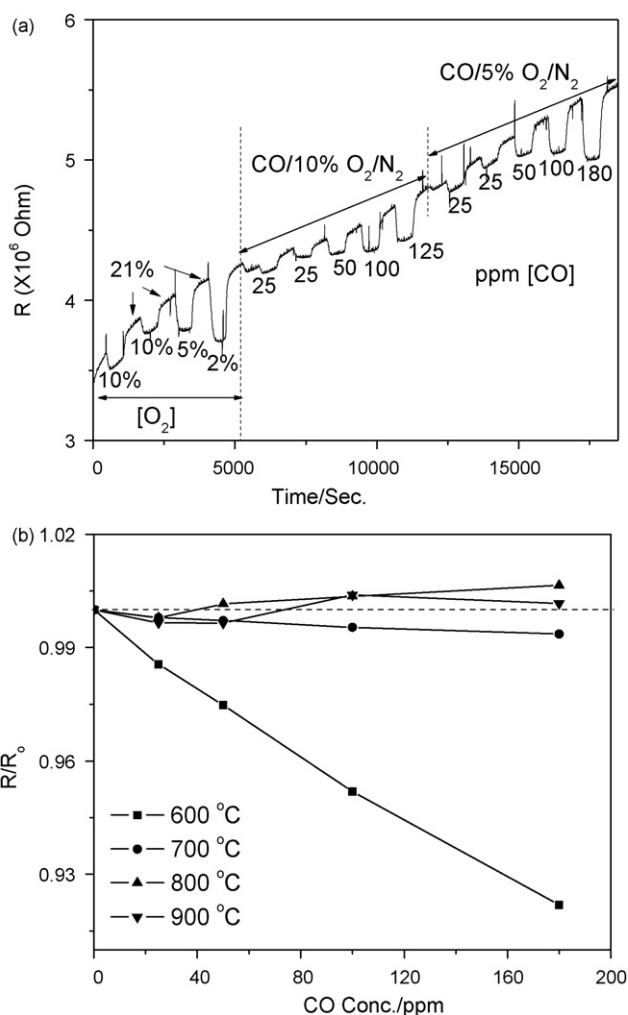 (a)
6
5
4
3
R (X10⁶ Ohm)
CO/5% O₂/N₂
CO/10% O₂/N₂
25
25
50
100
180
25
25
50
100
125
ppm [CO]
21%
10%
10%
5%
2%
[O₂]
0
5000
10000
15000
Time/Sec.
(b)
1.02
0.99
0.96
0.93
R/Rₒ
600 °C
700 °C
800 °C
900 °C
0
40
80
120
160
200
CO Conc./ppm